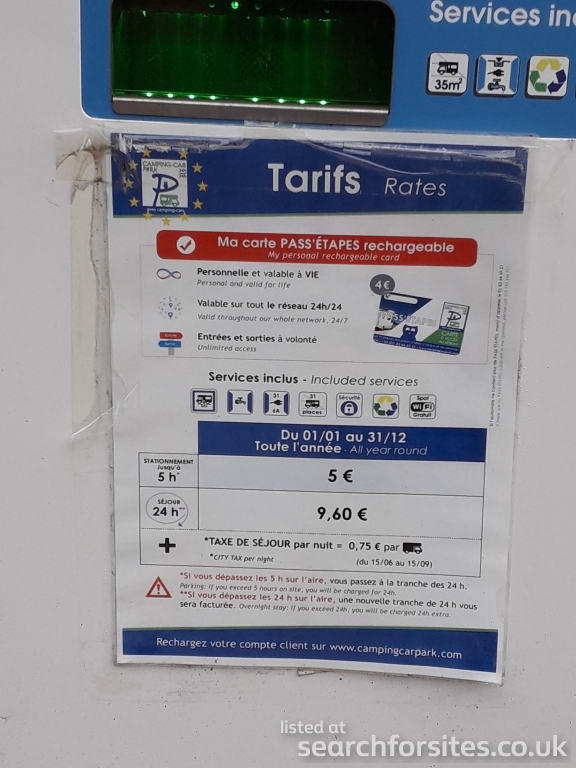 Services inc
35m²
CAMPING-CAR
PARK
Tarifs Rates
Ma carte PASS'ÉTAPES rechargeable
My personal rechargeable card
Personnelle et valable à VIE
Personal and valid for life
4€
Valable sur tout le réseau 24h/24
Valid throughout our whole network, 24/7
PASS'ÉTAPES
CARTE
Entrées et sorties à volonté
Unlimited access
Services inclus - Included services
31
6A
31
places
Sécurité
Spot
WiFi
Gratuit
Du 01/01 au 31/12
Toute l'année - All year round
STATIONNEMENT
Jusqu'à
5 h*
5 €
SÉJOUR
24 h**
9,60 €
+ *TAXE DE SÉJOUR par nuit = 0,75 € par
*CITY TAX per night
(du 15/06 au 15/09)
*Si vous dépassez les 5 h sur l'aire, vous passez à la tranche des 24 h.
Parking: if you exceed 5 hours on site, you will be charged for 24h.
**Si vous dépassez les 24 h sur l'aire, une nouvelle tranche de 24 h vous
sera facturée. Overnight stay: if you exceed 24h, you will be charged 24h extra.
Rechargez votre compte client sur www.campingcarpark.com
listed at
searchforsites.co.uk